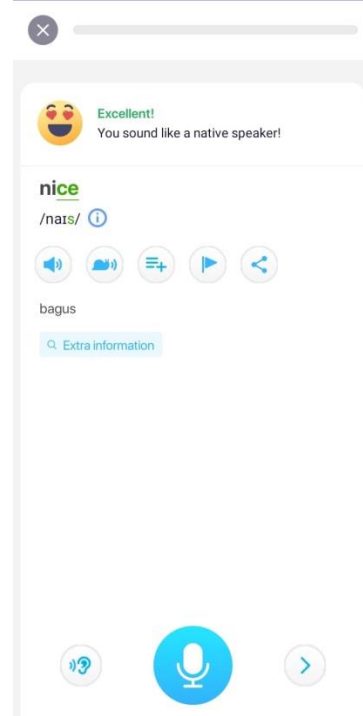 Excellent!
You sound like a native speaker!
nice
/naɪs/
bagus
Extra information